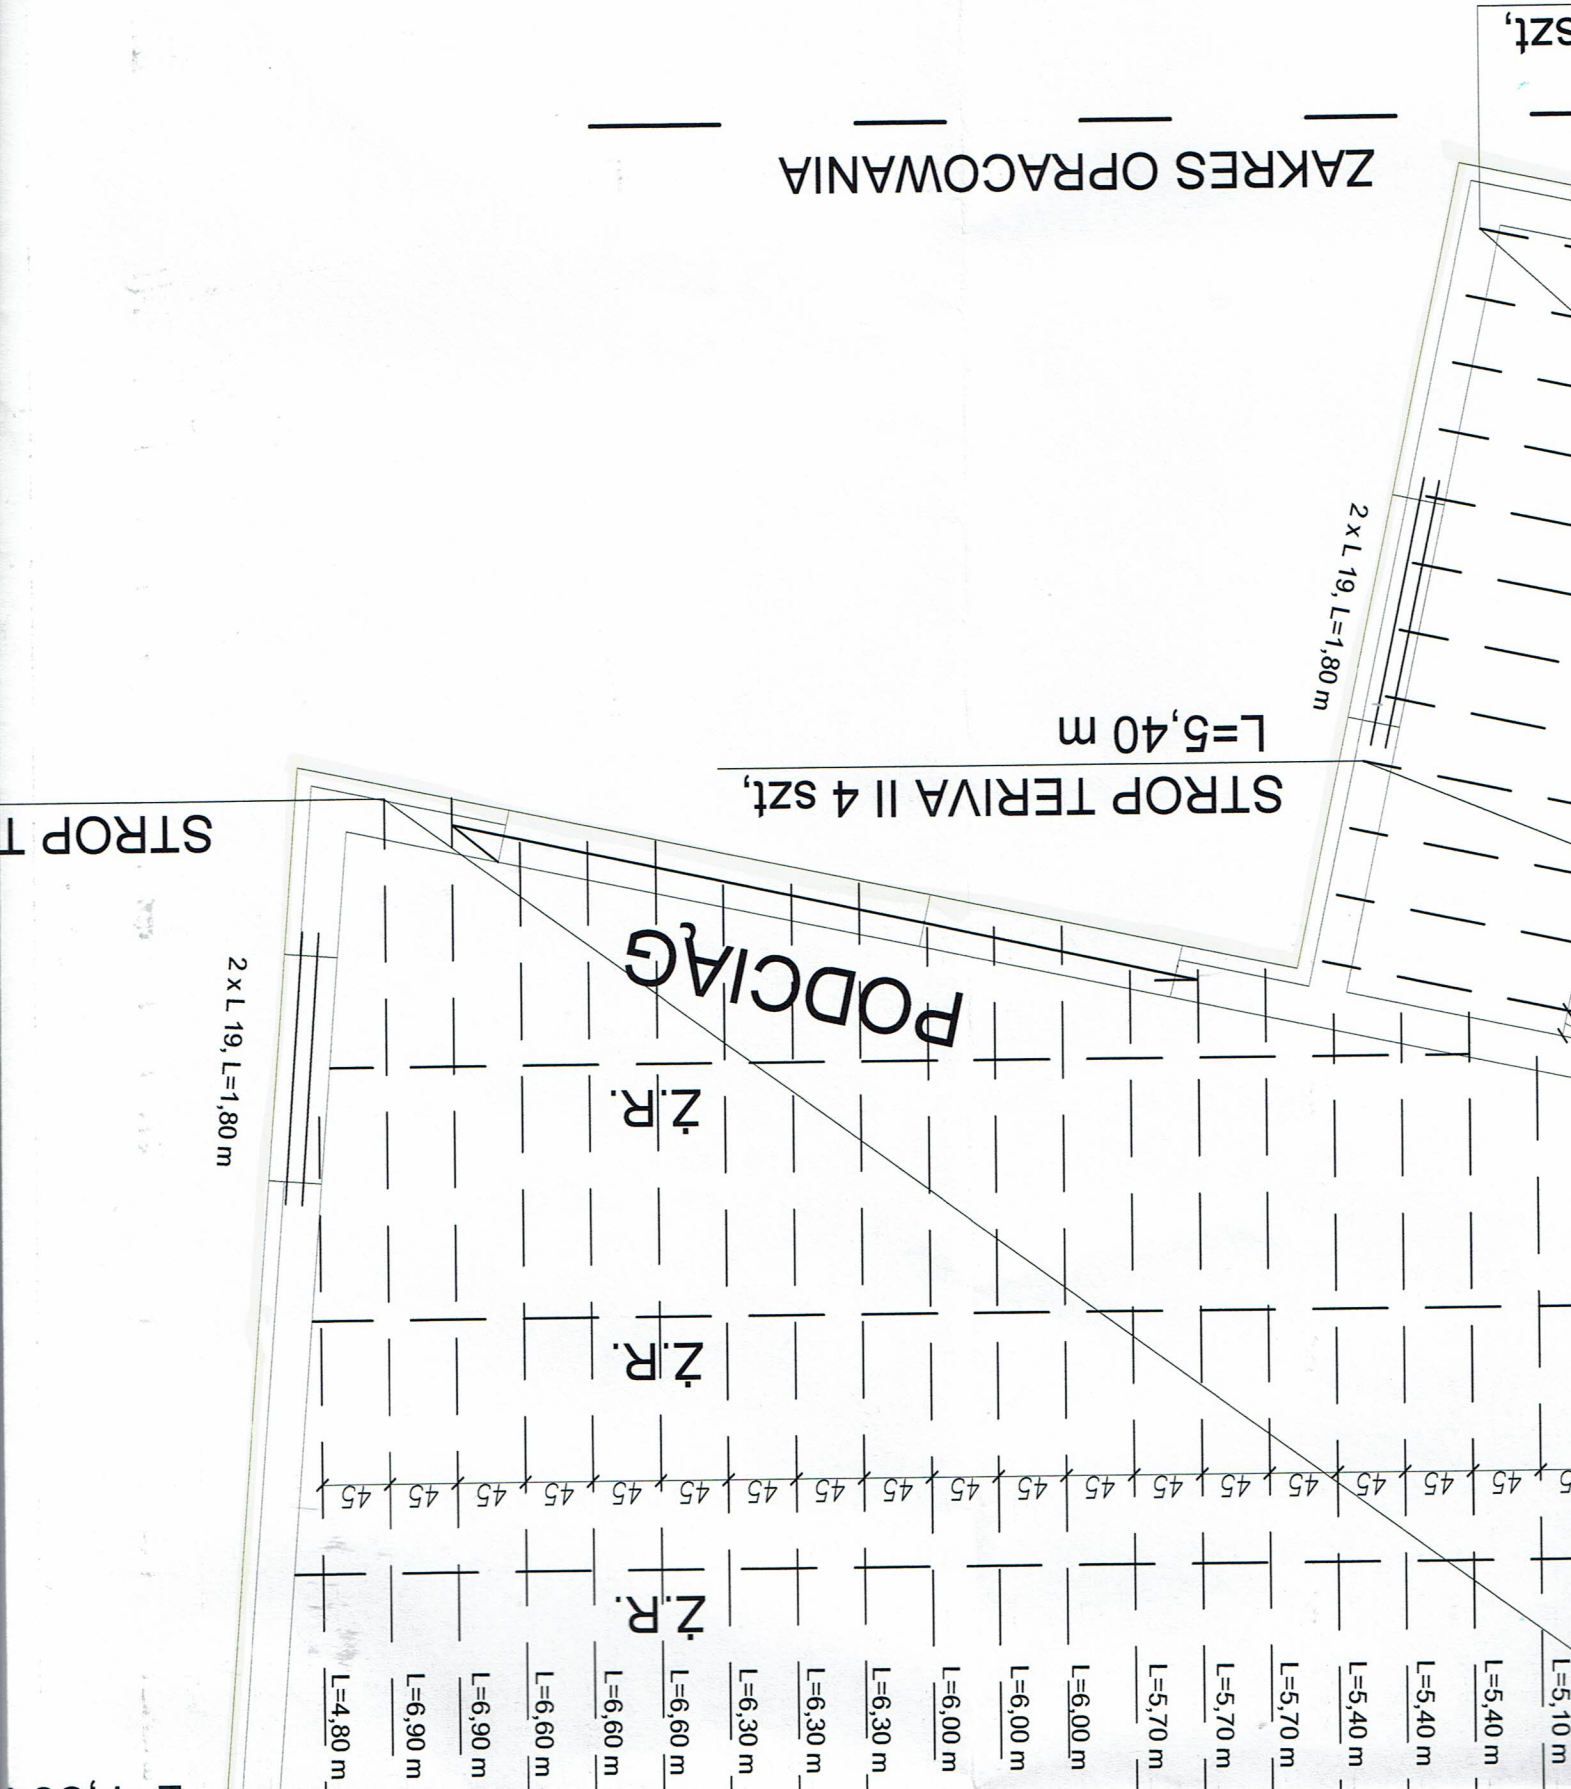 szt,
ZAKRES OPRACOWANIA
2 x L 19, L=1,80 m
STROP TERIVA II 4 szt,
L=5,40 m
STROP T
2 x L 19, L=1,80 m
PODCIĄG
Ż.R.
Ż.R.
45 45 45 45 45 45 45 45 45 45 45 45 45 45 45 45 45 45
Ż.R.
L=4,80 m
L=6,90 m
L=6,90 m
L=6,60 m
L=6,60 m
L=6,60 m
L=6,30 m
L=6,30 m
L=6,30 m
L=6,00 m
L=6,00 m
L=6,00 m
L=5,70 m
L=5,70 m
L=5,70 m
L=5,40 m
L=5,40 m
L=5,40 m
L=5,10 m